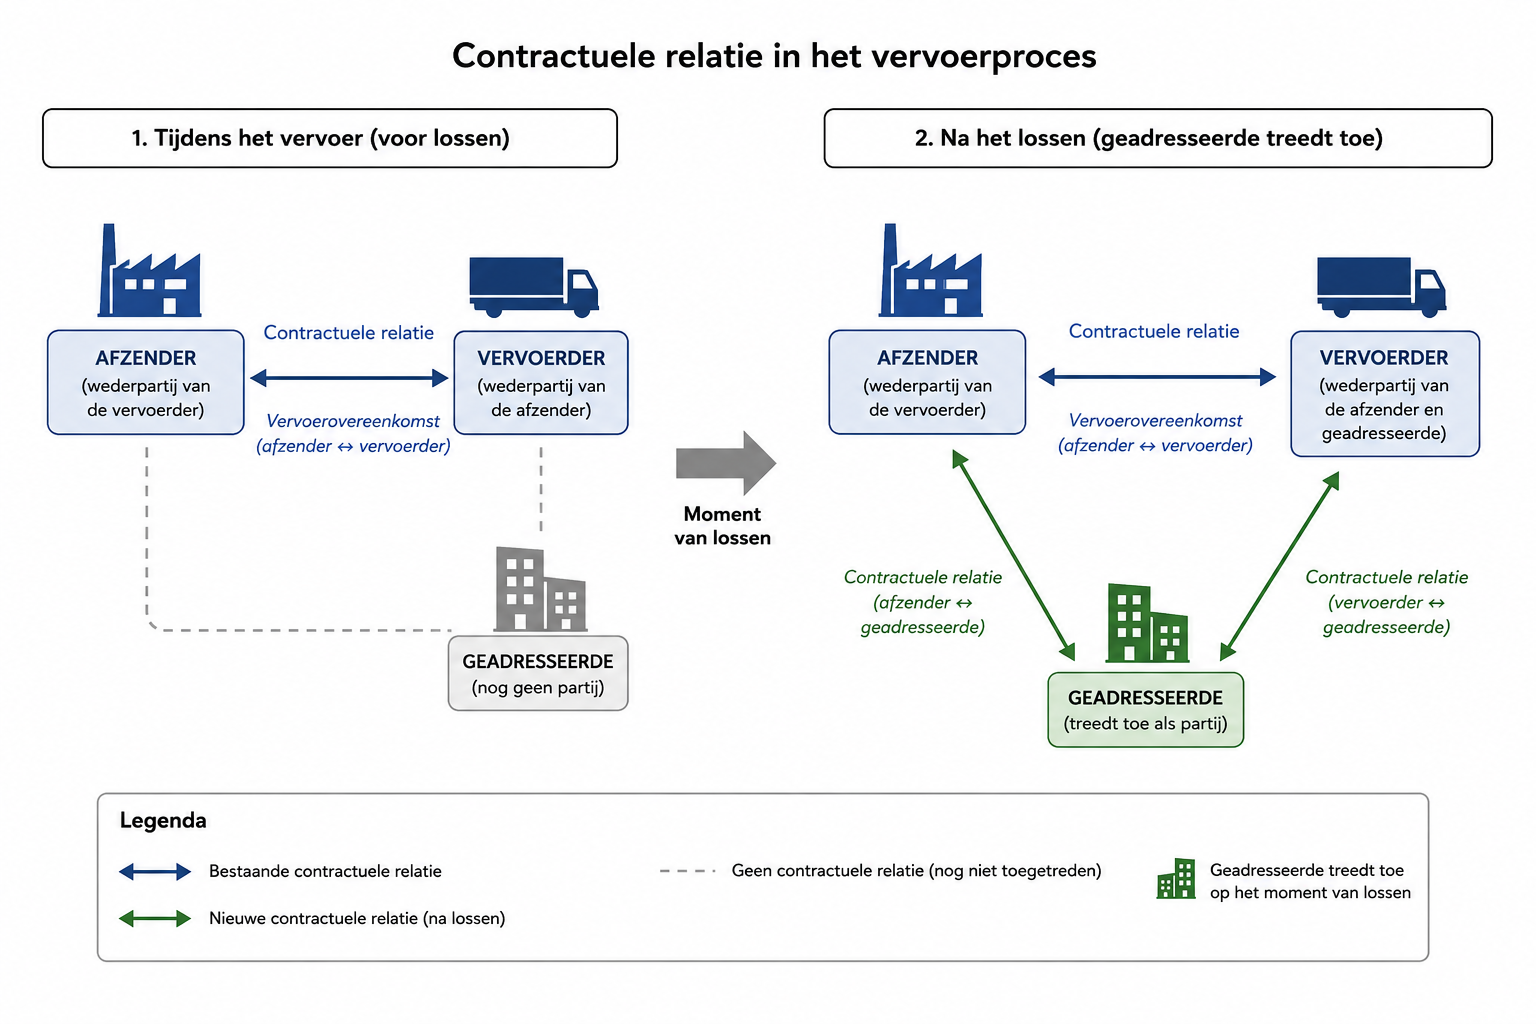 Contractuele relatie in het vervoerproces
1. Tijdens het vervoer (voor lossen)
Contractuele relatie
AFZENDER
(wederpartij van
de vervoerder)
VERVOERDER
(wederpartij van
de afzender)
Vervoerovereenkomst
(afzender ↔ vervoerder)
GEADRESSEERDE
(nog geen partij)
Moment
van lossen
2. Na het lossen (geadresseerde treedt toe)
Contractuele relatie
AFZENDER
(wederpartij van
de vervoerder)
VERVOERDER
(wederpartij van
de afzender en
geadresseerde)
Vervoerovereenkomst
(afzender ↔ vervoerder)
Contractuele relatie
(afzender ↔
geadresseerde)
Contractuele relatie
(vervoerder ↔
geadresseerde)
GEADRESSEERDE
(treedt toe als partij)
Legenda
Bestaande contractuele relatie
Nieuwe contractuele relatie (na lossen)
Geen contractuele relatie (nog niet toegetreden)
Geadresseerde treedt toe
op het moment van lossen